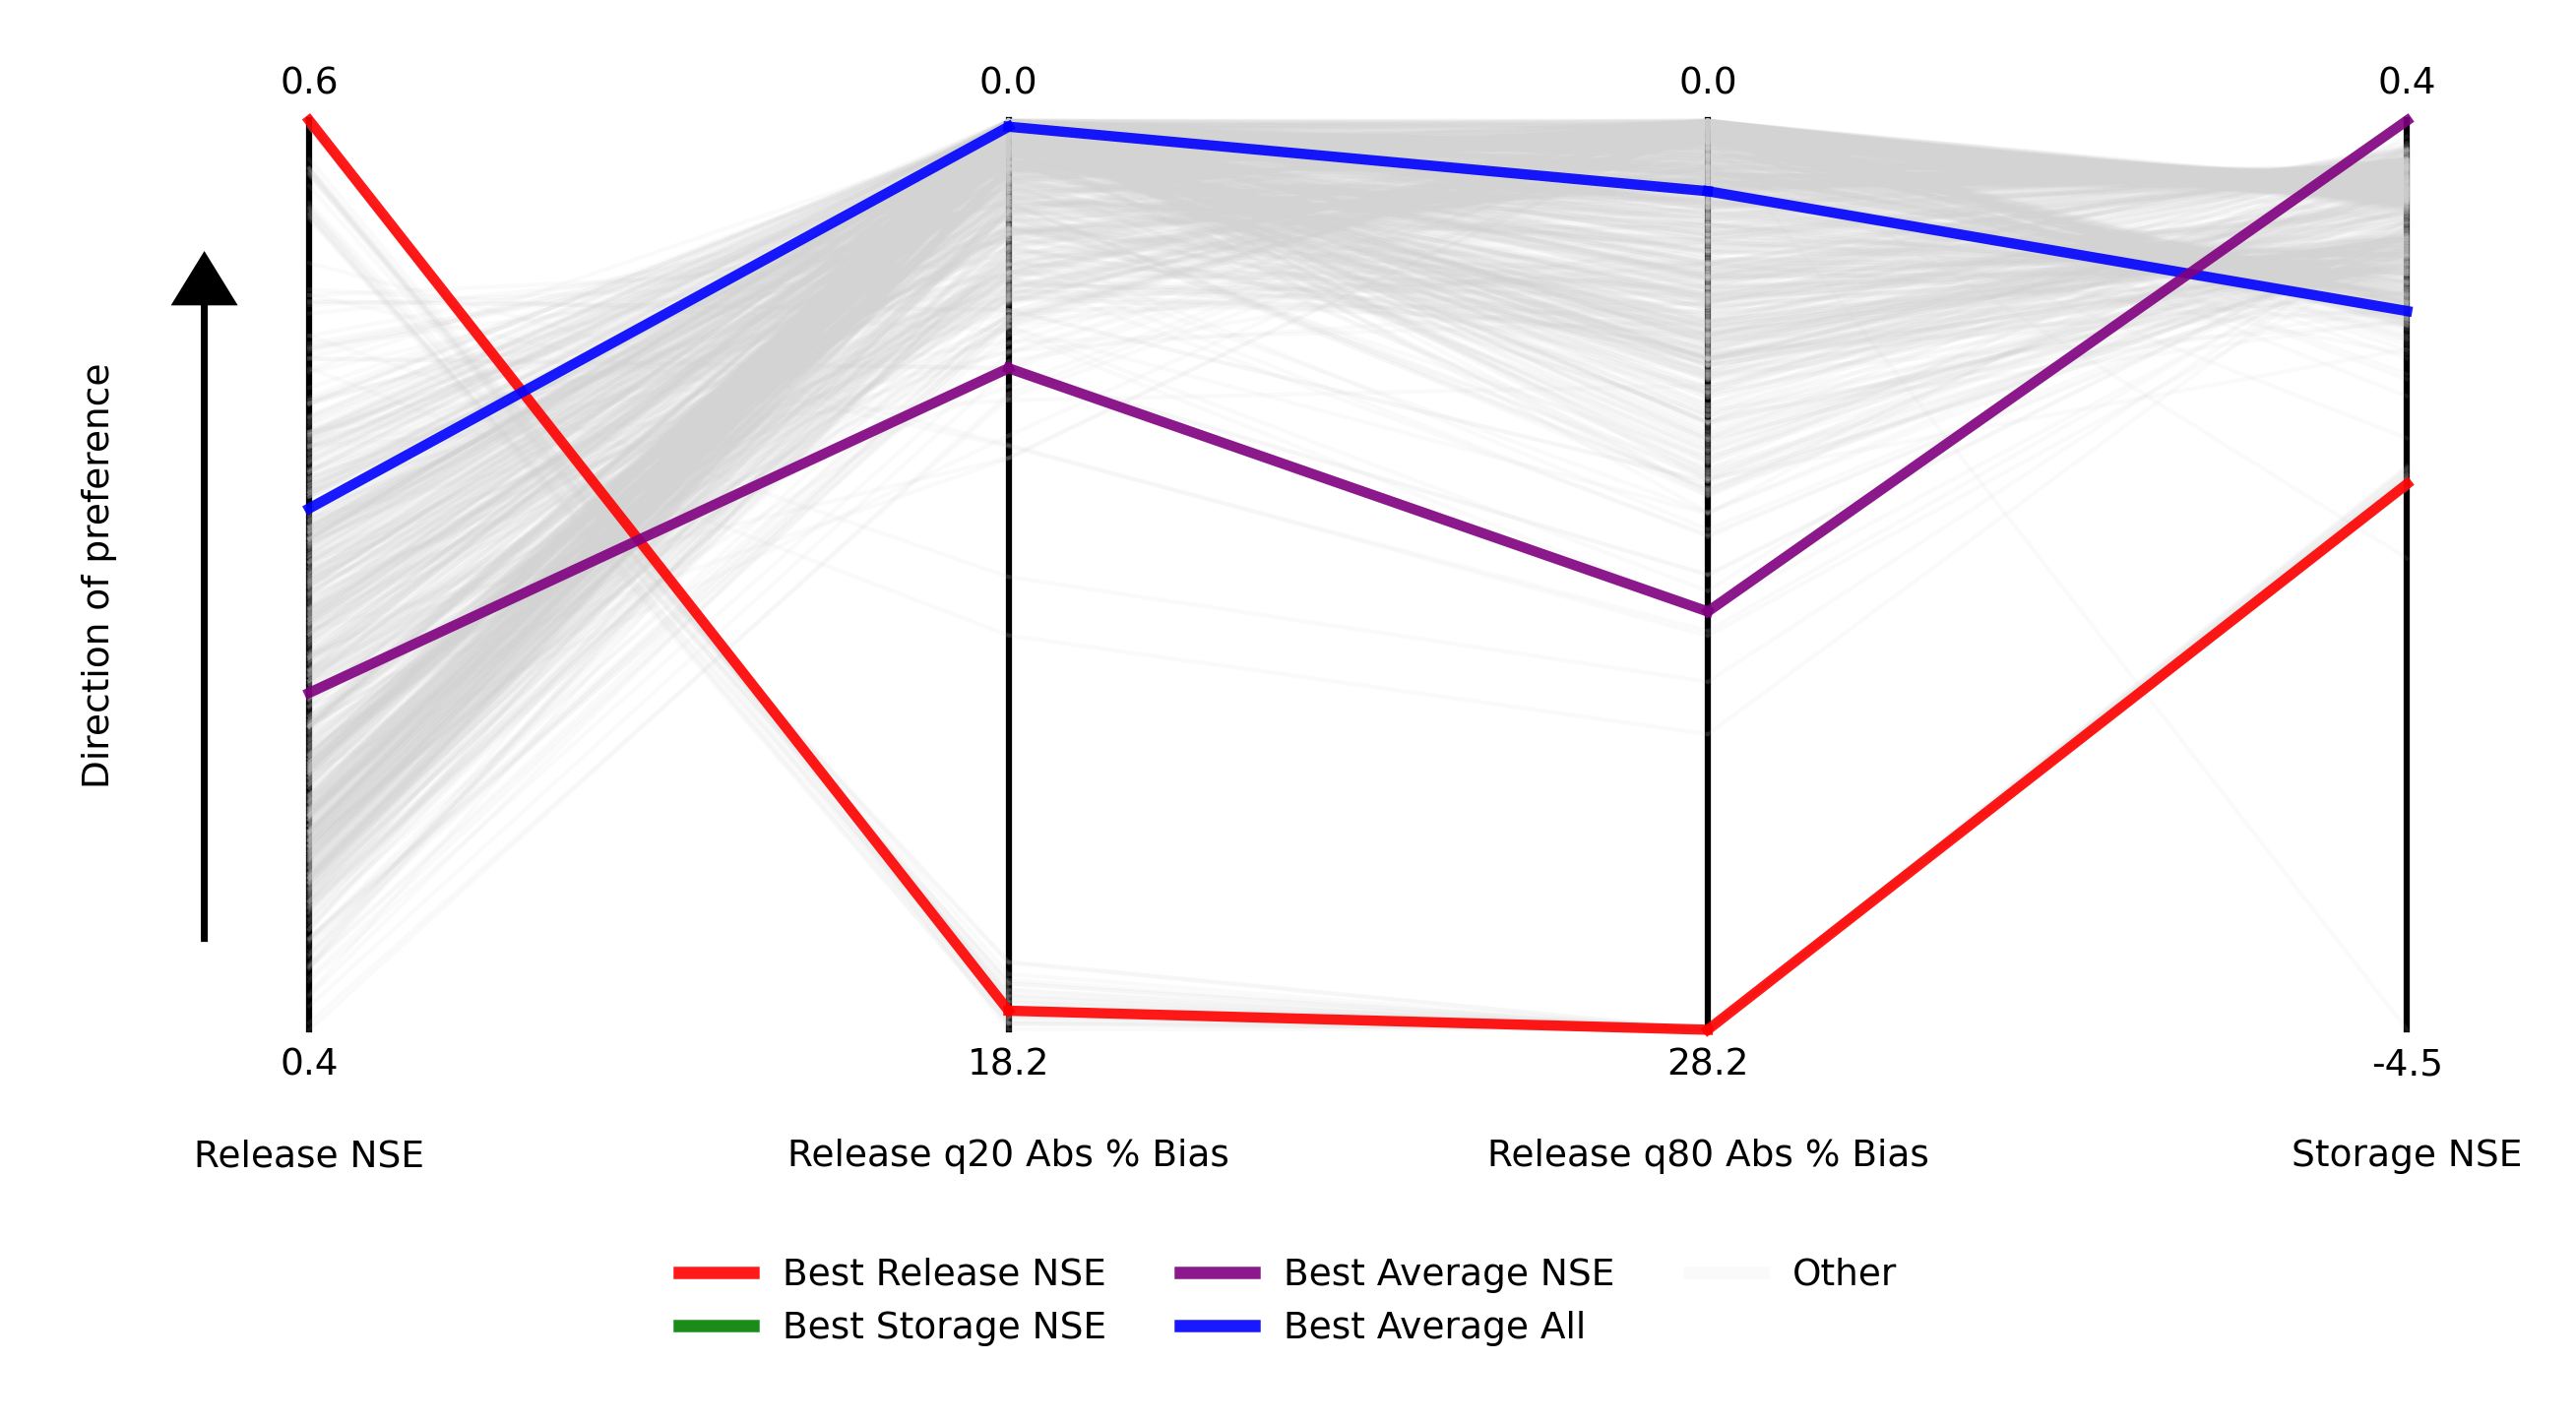 0.6
0.0
0.0
0.4
Direction of preference
0.4
18.2
28.2
-4.5
Release NSE
Release q20 Abs % Bias
Release q80 Abs % Bias
Storage NSE
Best Release NSE
Best Storage NSE
Best Average NSE
Best Average All
Other